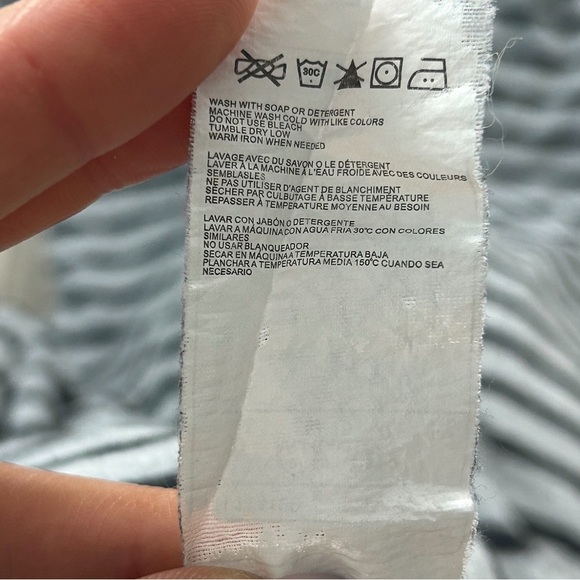 30C
WASH WITH SOAP OR DETERGENT
MACHINE WASH COLD WITH LIKE COLORS
DO NOT USE BLEACH
TUMBLE DRY LOW
WARM IRON WHEN NEEDED
LAVAGE AVEC DU SAVON O LE DÉTERGENT
LAVER À LA MACHINE À L'EAU FROIDE AVEC DES COULEURS
SEMBLASLES
NE PAS UTILISER D'AGENT DE BLANCHIMENT
SÉCHER PAR CULBUTAGE À BASSE TEMPÉRATURE
REPASSER À TEMPÉRATURE MOYENNE AU BESOIN
LAVAR CON JABÓN O DETERGENTE
LAVAR A MÁQUINA CON AGUA FRIA 30°C CON COLORES
SIMILARES
NO USAR BLANQUEADOR
SECAR EN MÁQUINA A TEMPERATURA BAJA
PLANCHAR A TEMPERATURA MEDIA 150°C CUANDO SEA
NECESARIO